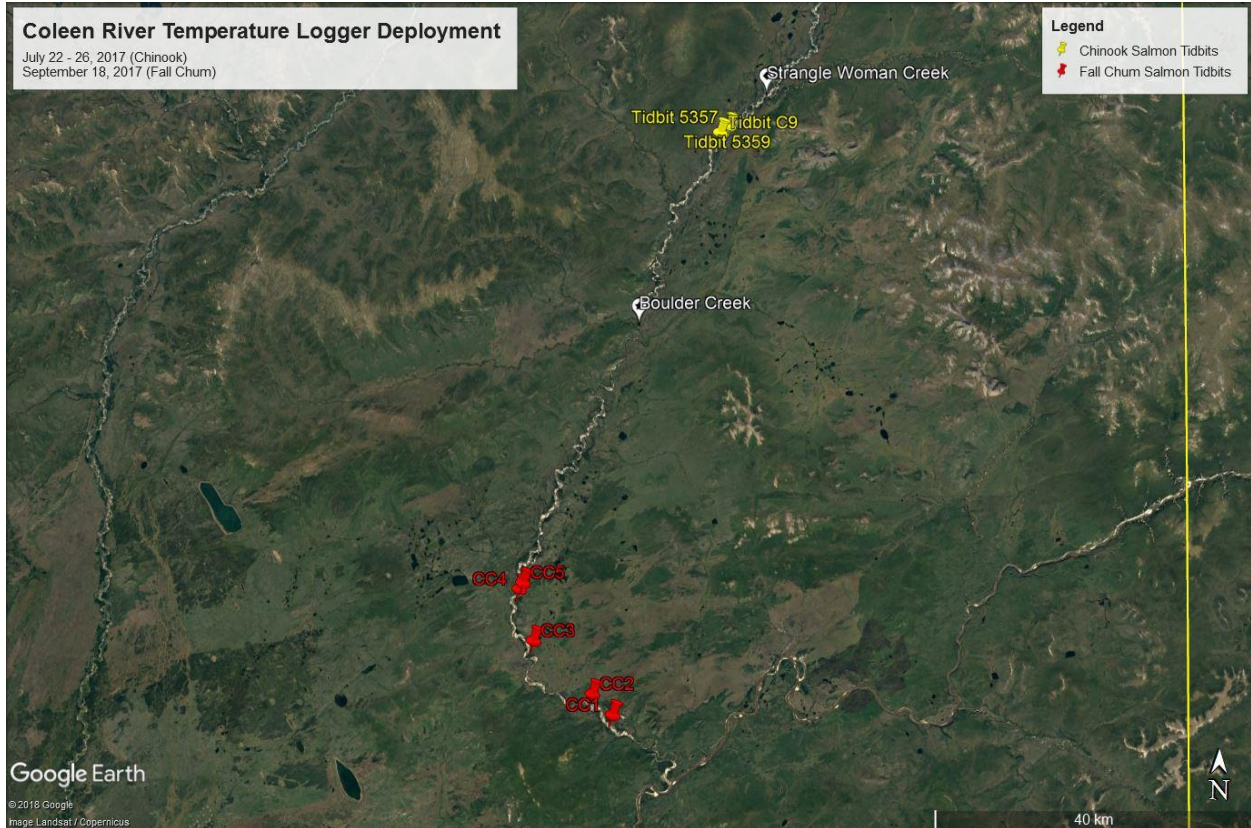 Coleen River Temperature Logger Deployment
July 22 - 26, 2017 (Chinook)
September 18, 2017 (Fall Chum)
Legend
Chinook Salmon Tidbits
Fall Chum Salmon Tidbits
Strangle Woman Creek
Tidbit 5357
Tidbit C9
Tidbit 5359
Boulder Creek
CC4
CC5
CC3
CC2
CC1
Google Earth
© 2018 Google
Image Landsat / Copernicus
N
40 km